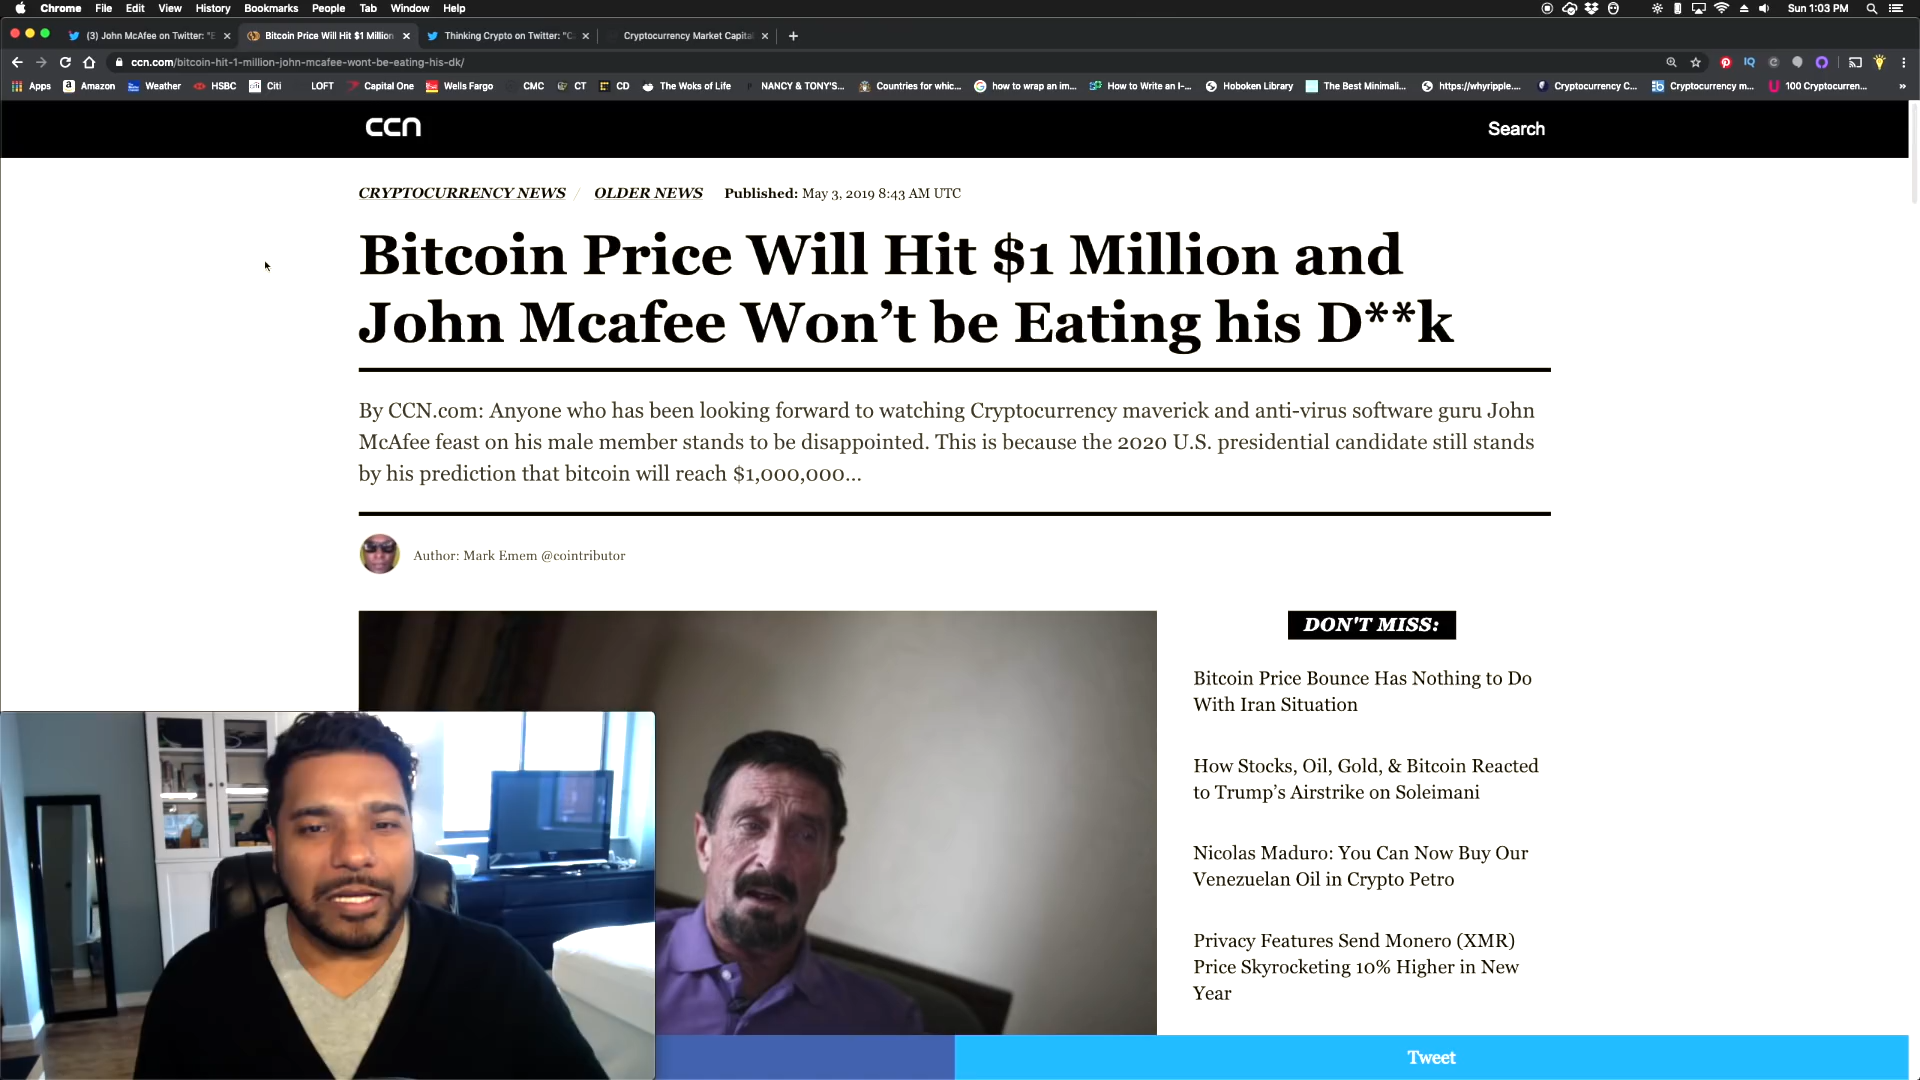 Chrome File Edit View History Bookmarks People Tab Window Help
Sun 1:03 PM
(3) John McAfee on Twitter: "E
Bitcoin Price Will Hit $1 Million
Thinking Crypto on Twitter: "C
Cryptocurrency Market Capital
ccn.com/bitcoin-hit-1-million-john-mcafee-wont-be-eating-his-dk/
Apps Amazon Weather HSBC Citi LOFT Capital One Wells Fargo CMC CT CD The Woks of Life NANCY & TONY'S... Countries for whic... how to wrap an im... How to Write an I-... Hoboken Library The Best Minimali... https://whyripple.... Cryptocurrency C... Cryptocurrency m... 100 Cryptocurren... »
ccn
Search
CRYPTOCURRENCY NEWS / OLDER NEWS Published: May 3, 2019 8:43 AM UTC
Bitcoin Price Will Hit $1 Million and
John Mcafee Won’t be Eating his D**k
By CCN.com: Anyone who has been looking forward to watching Cryptocurrency maverick and anti-virus software guru John
McAfee feast on his male member stands to be disappointed. This is because the 2020 U.S. presidential candidate still stands
by his prediction that bitcoin will reach $1,000,000...
Author: Mark Emem @cointributor
DON'T MISS:
Bitcoin Price Bounce Has Nothing to Do
With Iran Situation
How Stocks, Oil, Gold, & Bitcoin Reacted
to Trump’s Airstrike on Soleimani
Nicolas Maduro: You Can Now Buy Our
Venezuelan Oil in Crypto Petro
Privacy Features Send Monero (XMR)
Price Skyrocketing 10% Higher in New
Year
Tweet